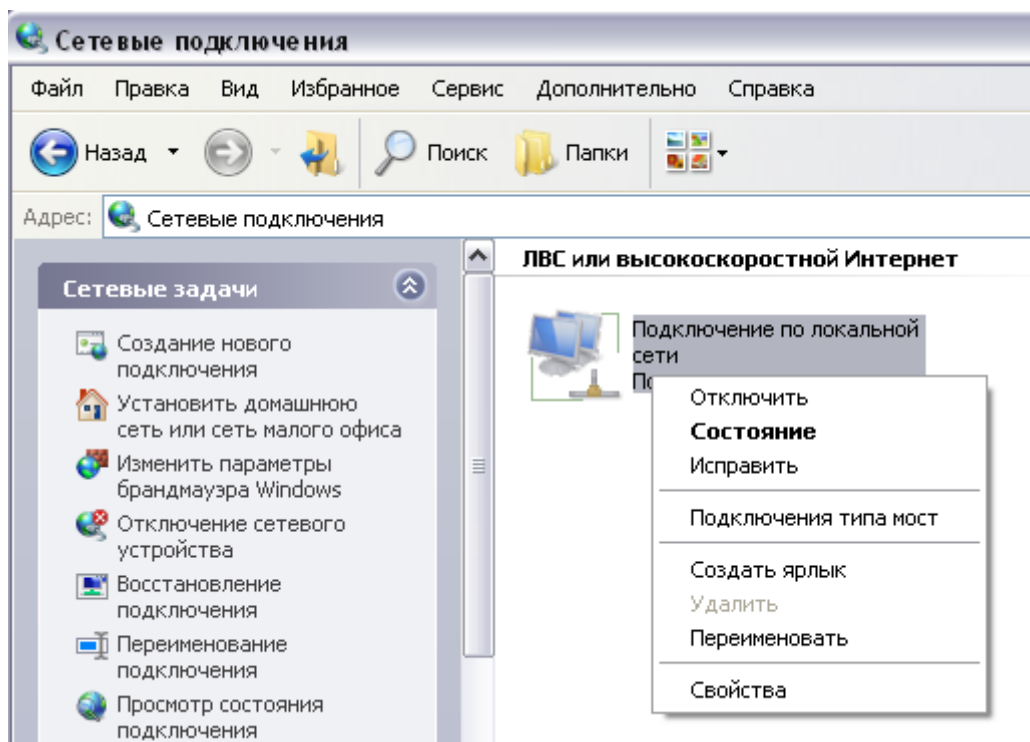 Сетевые подключения
Файл Правка Вид Избранное Сервис Дополнительно Справка
Назад Поиск Папки
Адрес: Сетевые подключения
Сетевые задачи
Создание нового
подключения
Установить домашнюю
сеть или сеть малого офиса
Изменить параметры
брандмауэра Windows
Отключение сетевого
устройства
Восстановление
подключения
Переименование
подключения
Просмотр состояния
подключения
ЛВС или высокоскоростной Интернет
Подключение по локальной
сети
Отключить
Состояние
Исправить
Подключения типа мост
Создать ярлык
Удалить
Переименовать
Свойства